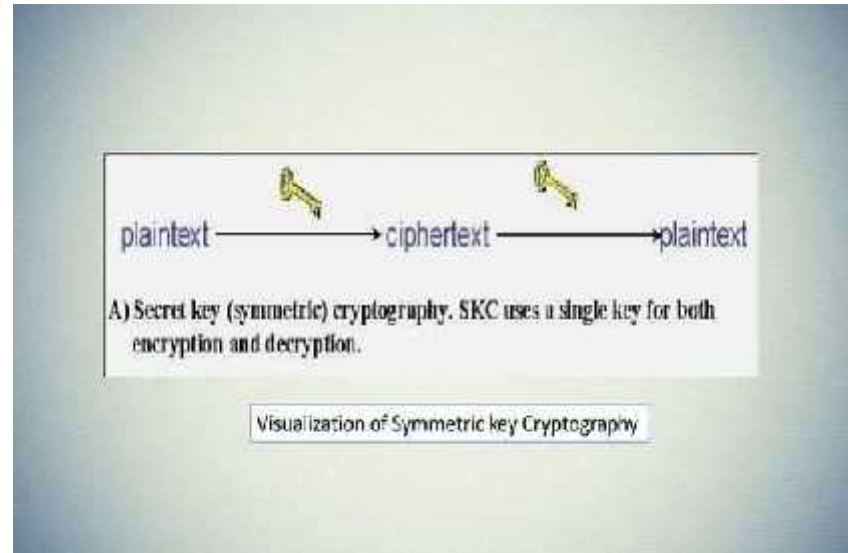 plaintext ciphertext plaintext
A) Secret key (symmetric) cryptography. SKC uses a single key for both
encryption and decryption.
Visualization of Symmetric key Cryptography